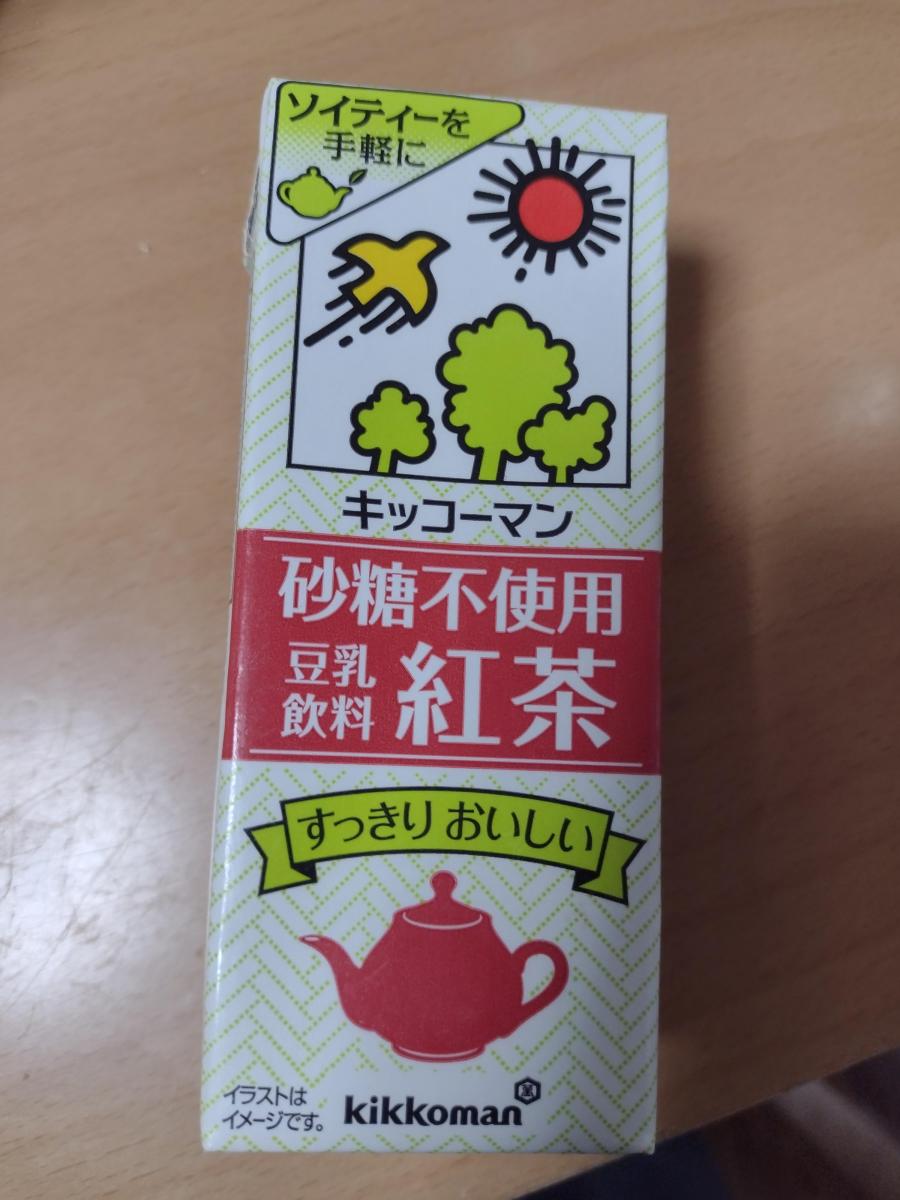 ソイティーを
手軽に
キッコーマン
砂糖不使用
豆乳
飲料
紅茶
すっきり おいしい
イラストは
イメージです。
kikkoman
萬